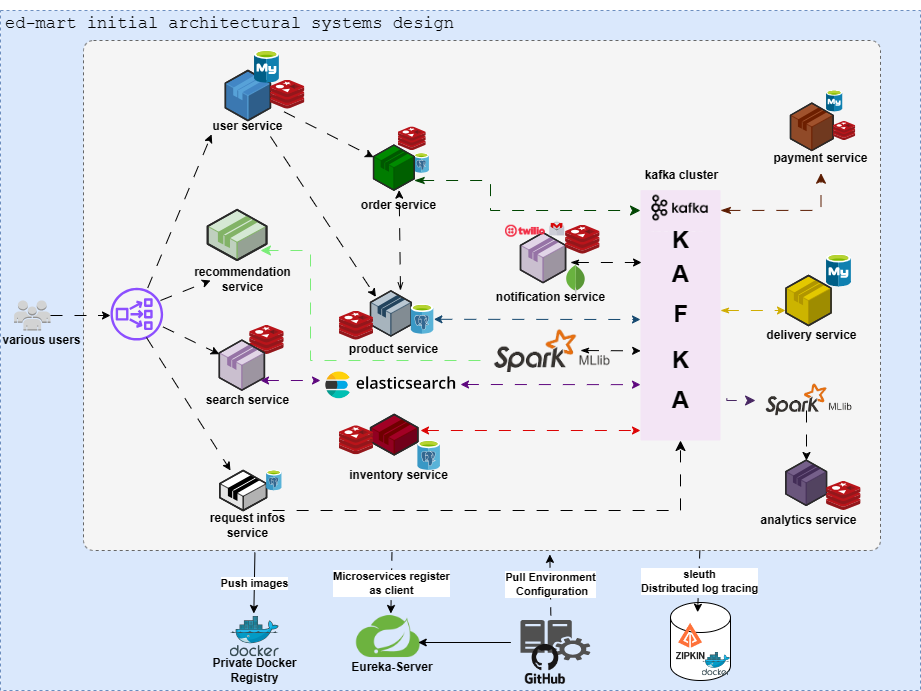 ed-mart initial architectural systems design
My
user service
order service
My
payment service
kafka cluster
kafka
K
A
F
K
A
recommendation
service
twilio
notification service
My
delivery service
various users
product service
Spark
MLlib
search service
elasticsearch
Spark
MLlib
inventory service
request infos
service
analytics service
Push images
Microservices register
as client
Pull Environment
Configuration
sleuth
Distributed log tracing
docker
Private Docker
Registry
Eureka-Server
GitHub
ZIPKIN
docker